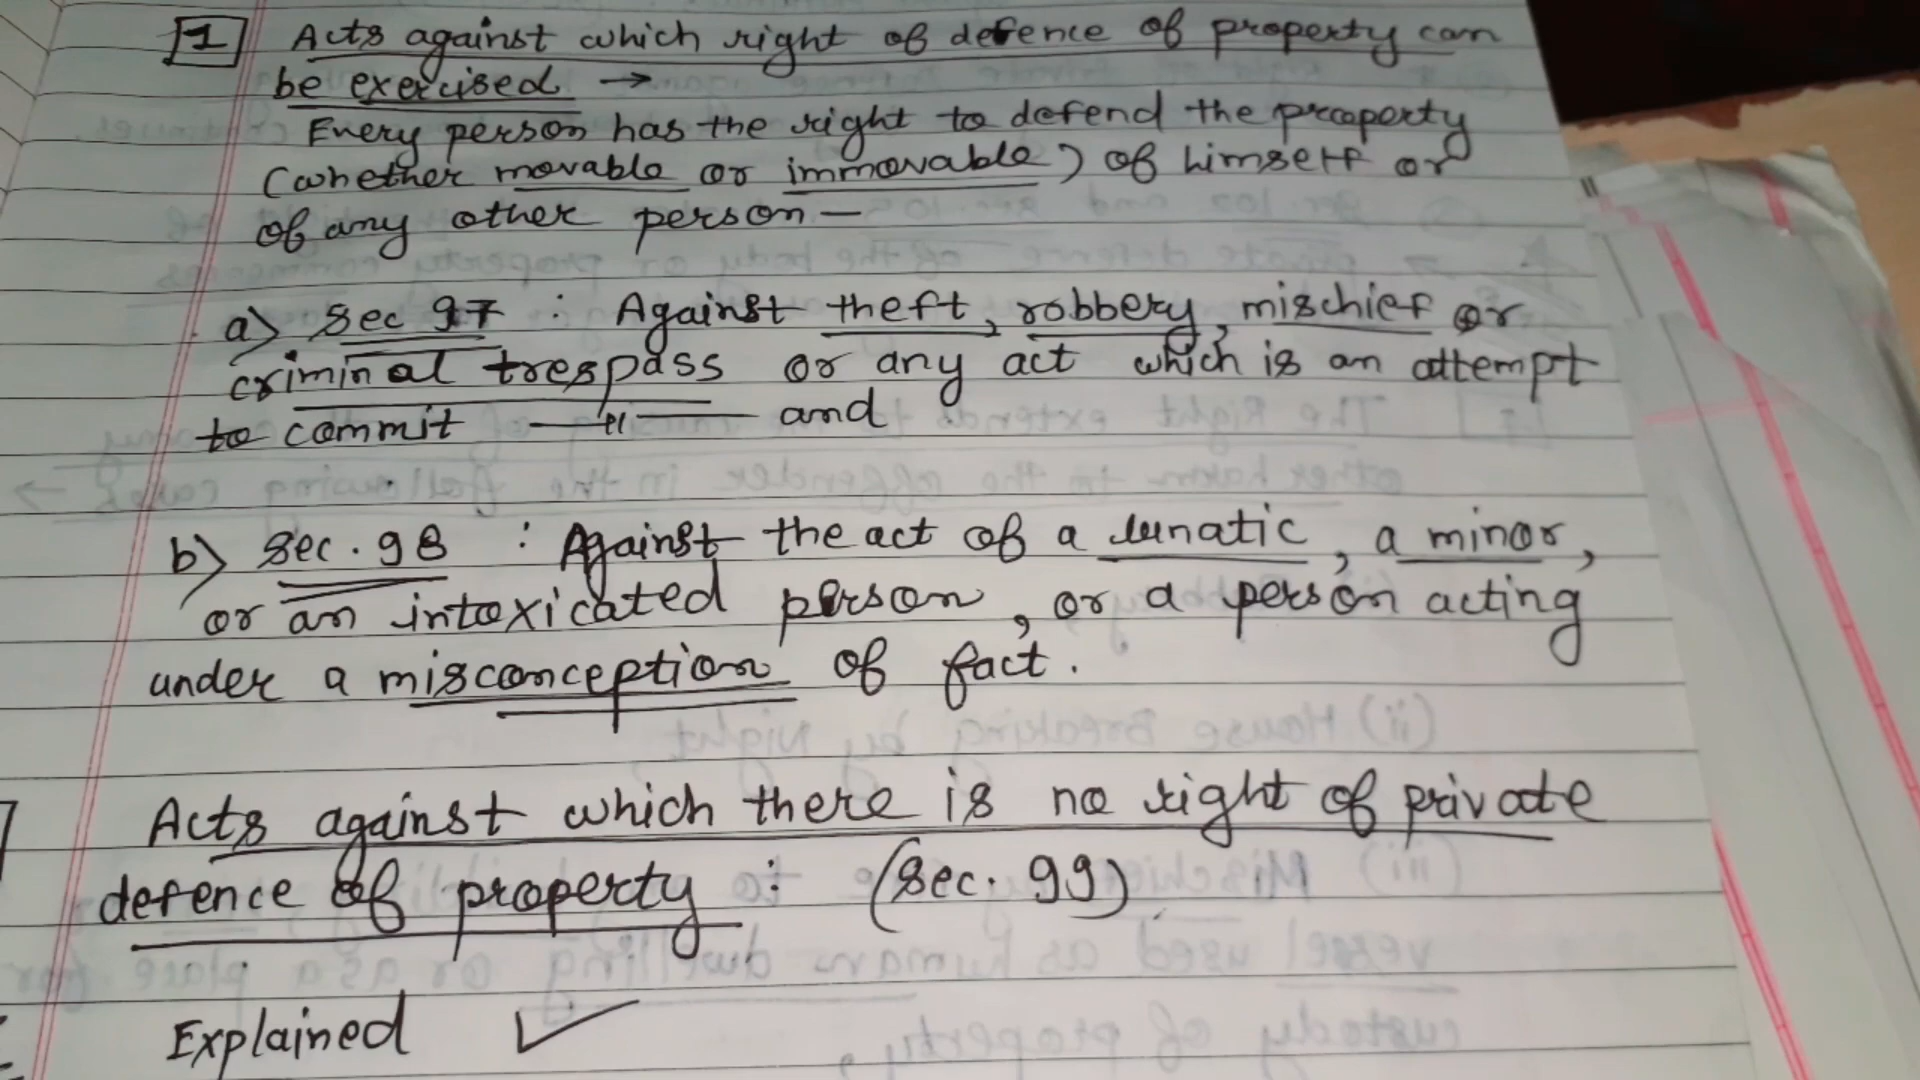 1 Acts against which right of defence of property can
be exercised →
Every person has the right to defend the property
(whether movable or immovable) of himself or
of any other person—
a) Sec 97 : Against theft, robbery, mischief or
criminal trespass or any act which is an attempt
to commit —"— and
b) Sec. 98 : Against the act of a lunatic, a minor,
or an intoxicated person, or a person acting
under a misconception of fact.
Acts against which there is no right of private
defence of property : (Sec. 99)
Explained ✓